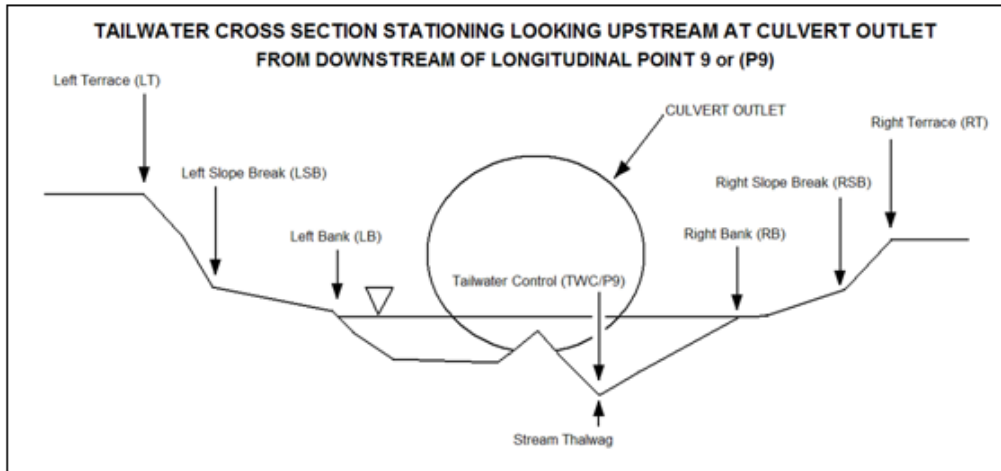 TAILWATER CROSS SECTION STATIONING LOOKING UPSTREAM AT CULVERT OUTLET
FROM DOWNSTREAM OF LONGITUDINAL POINT 9 or (P9)
Left Terrace (LT)
CULVERT OUTLET
Right Terrace (RT)
Left Slope Break (LSB)
Right Slope Break (RSB)
Left Bank (LB)
Right Bank (RB)
Tailwater Control (TWC/P9)
Stream Thalwag